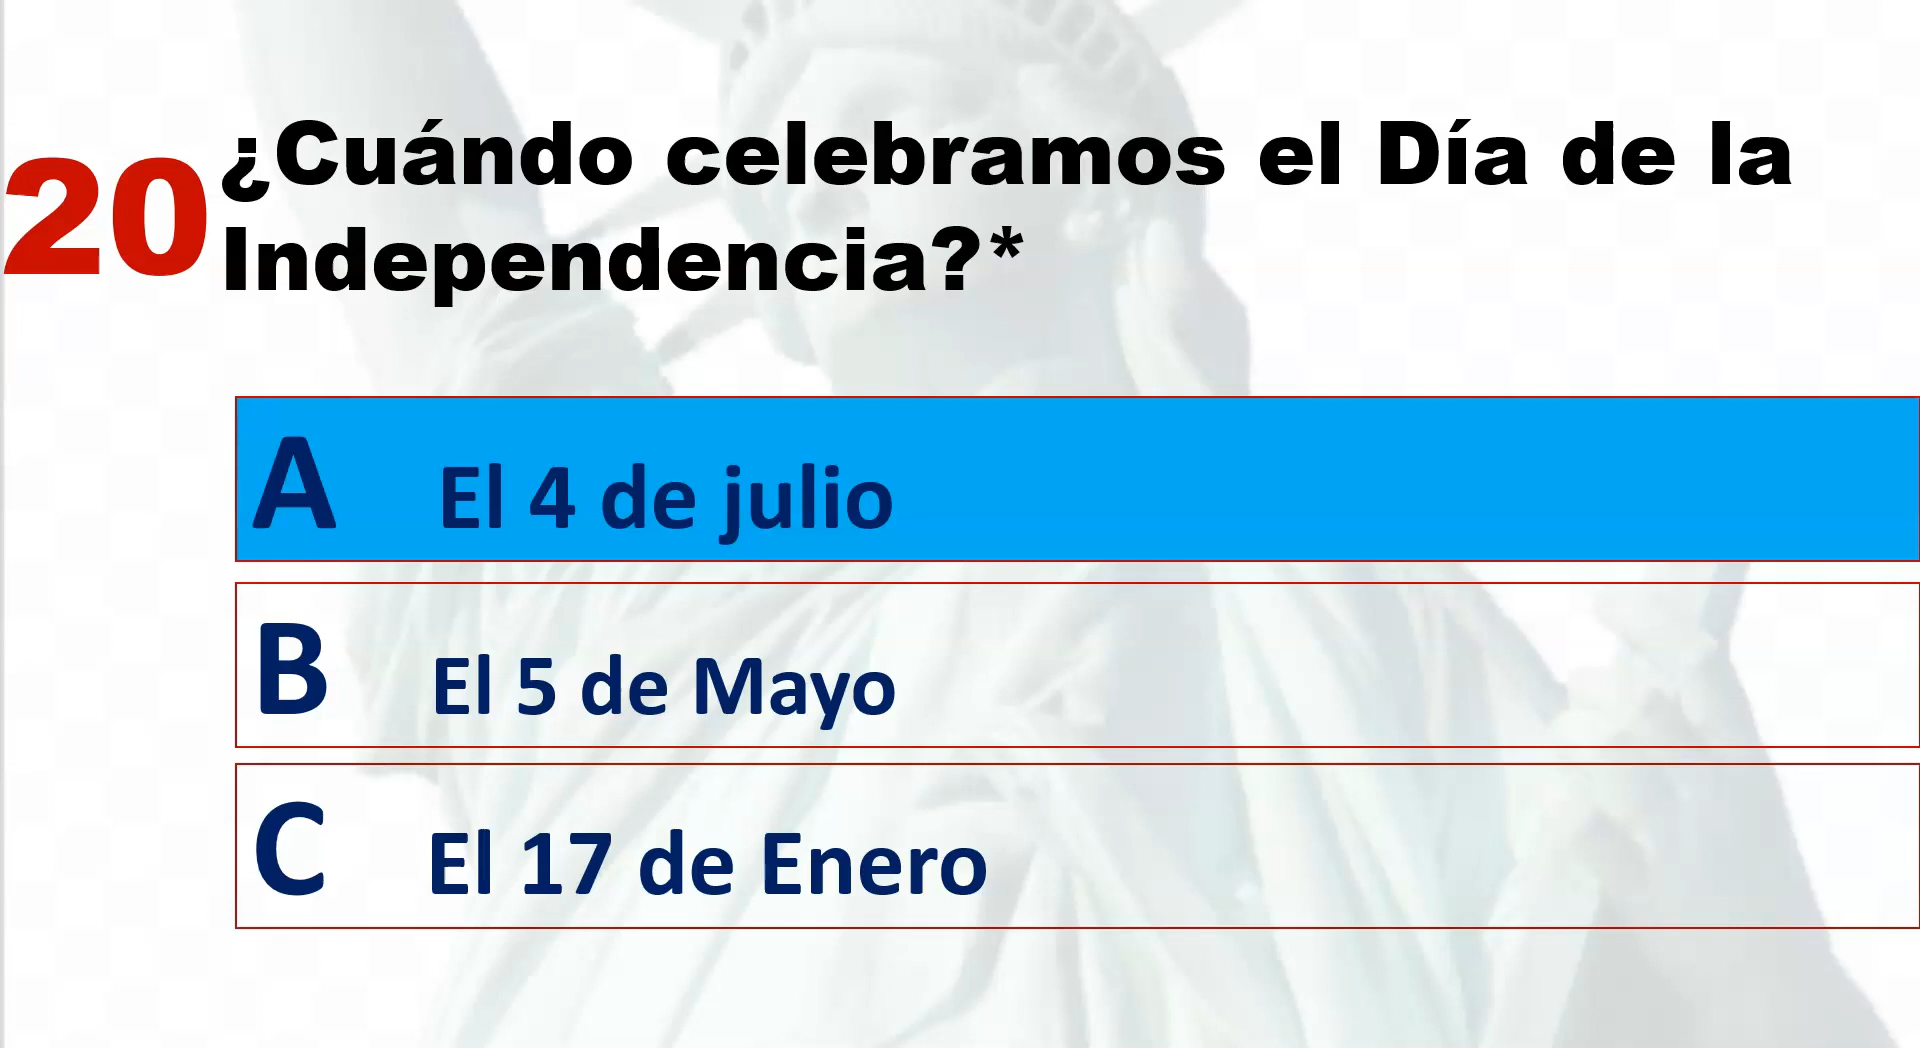 20
¿Cuándo celebramos el Día de la
Independencia?*
A El 4 de julio
B El 5 de Mayo
C El 17 de Enero